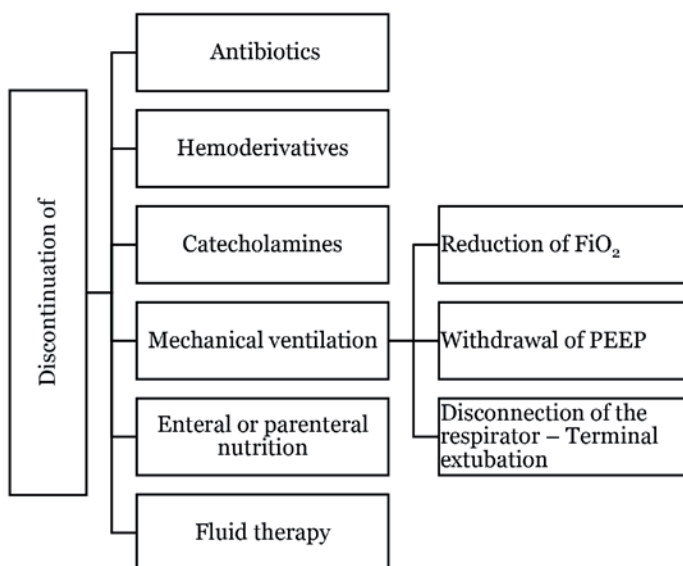 Discontinuation of
Antibiotics
Hemoderivatives
Catecholamines
Mechanical ventilation
Enteral or parenteral
nutrition
Fluid therapy
Reduction of FiO₂
Withdrawal of PEEP
Disconnection of the
respirator – Terminal
extubation